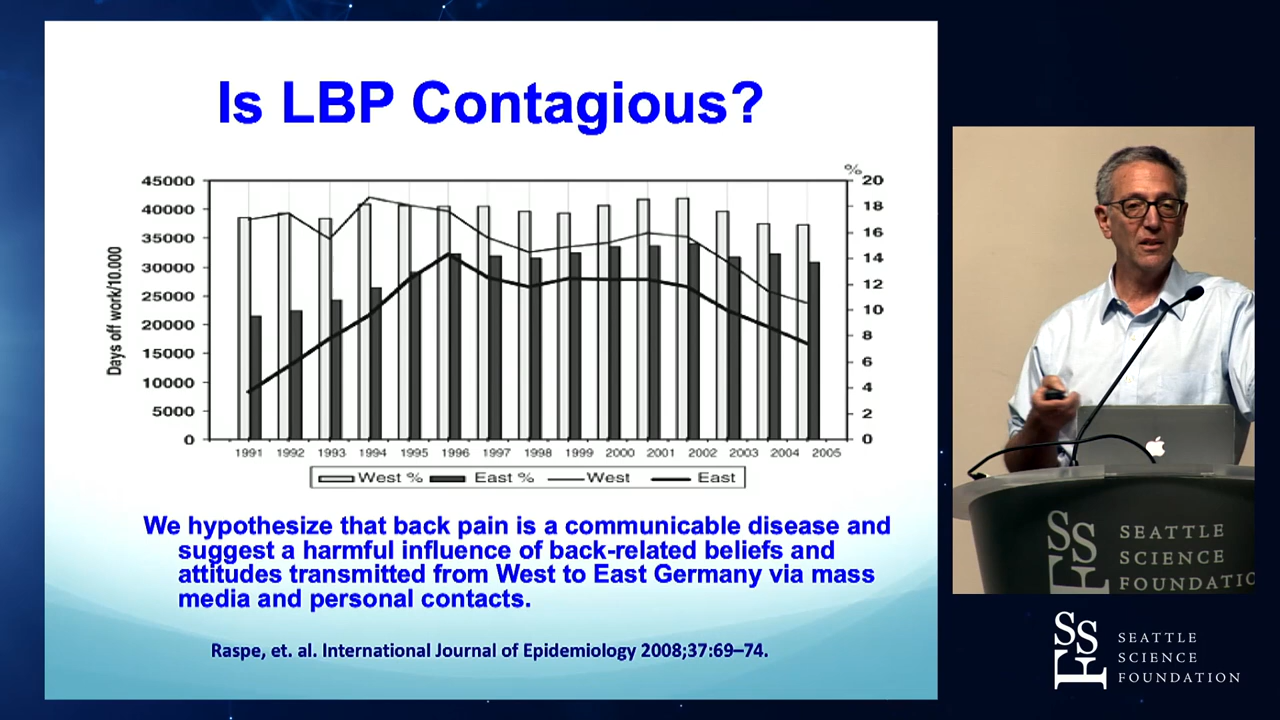 Is LBP Contagious?
%
45000
40000
35000
30000
25000
20000
15000
10000
5000
0
Days off work/10.000
20
18
16
14
12
10
8
6
4
2
0
1991 1992 1993 1994 1995 1996 1997 1998 1999 2000 2001 2002 2003 2004 2005
West % East % West East
We hypothesize that back pain is a communicable disease and
suggest a harmful influence of back-related beliefs and
attitudes transmitted from West to East Germany via mass
media and personal contacts.
Raspe, et. al. International Journal of Epidemiology 2008;37:69–74.
SSF
SEATTLE
SCIENCE
FOUNDATIO
SSF
SEATTLE
SCIENCE
FOUNDATION